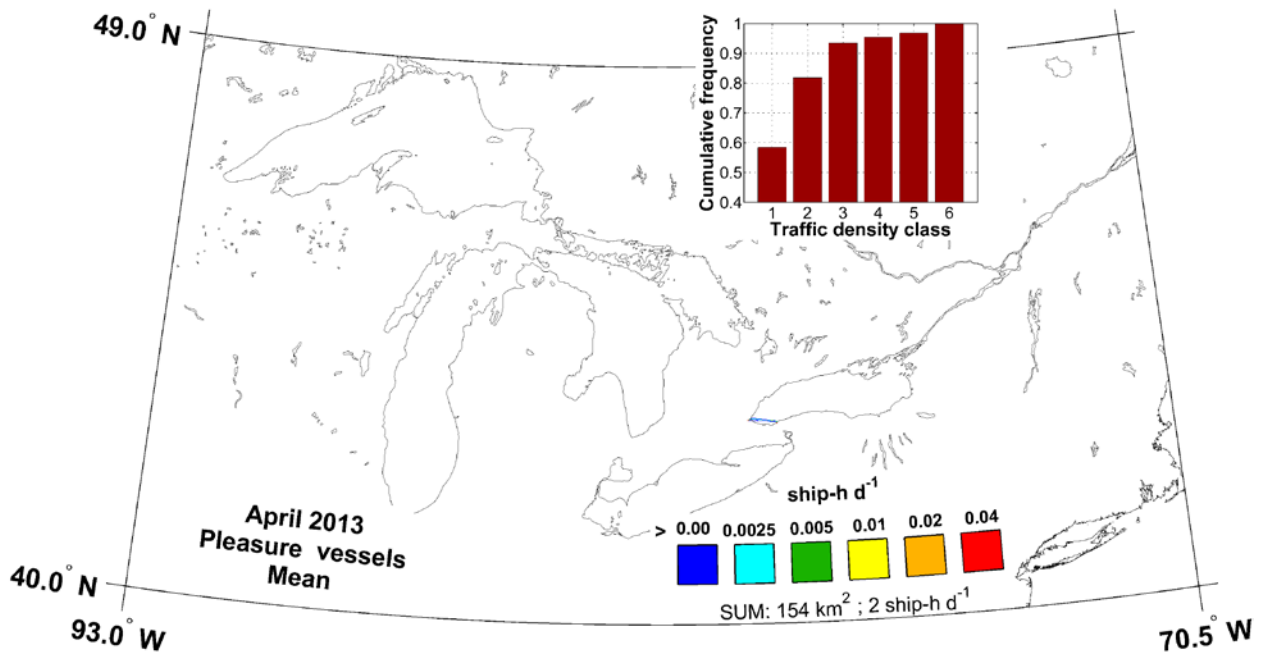 49.0° N
1
0.9
0.8
0.7
0.6
0.5
0.4
Cumulative frequency
1 2 3 4 5 6
Traffic density class
April 2013
Pleasure vessels
Mean
ship-h d⁻¹
> 0.00 0.0025 0.005 0.01 0.02 0.04
SUM: 154 km² ; 2 ship-h d⁻¹
40.0° N
93.0° W
70.5° W